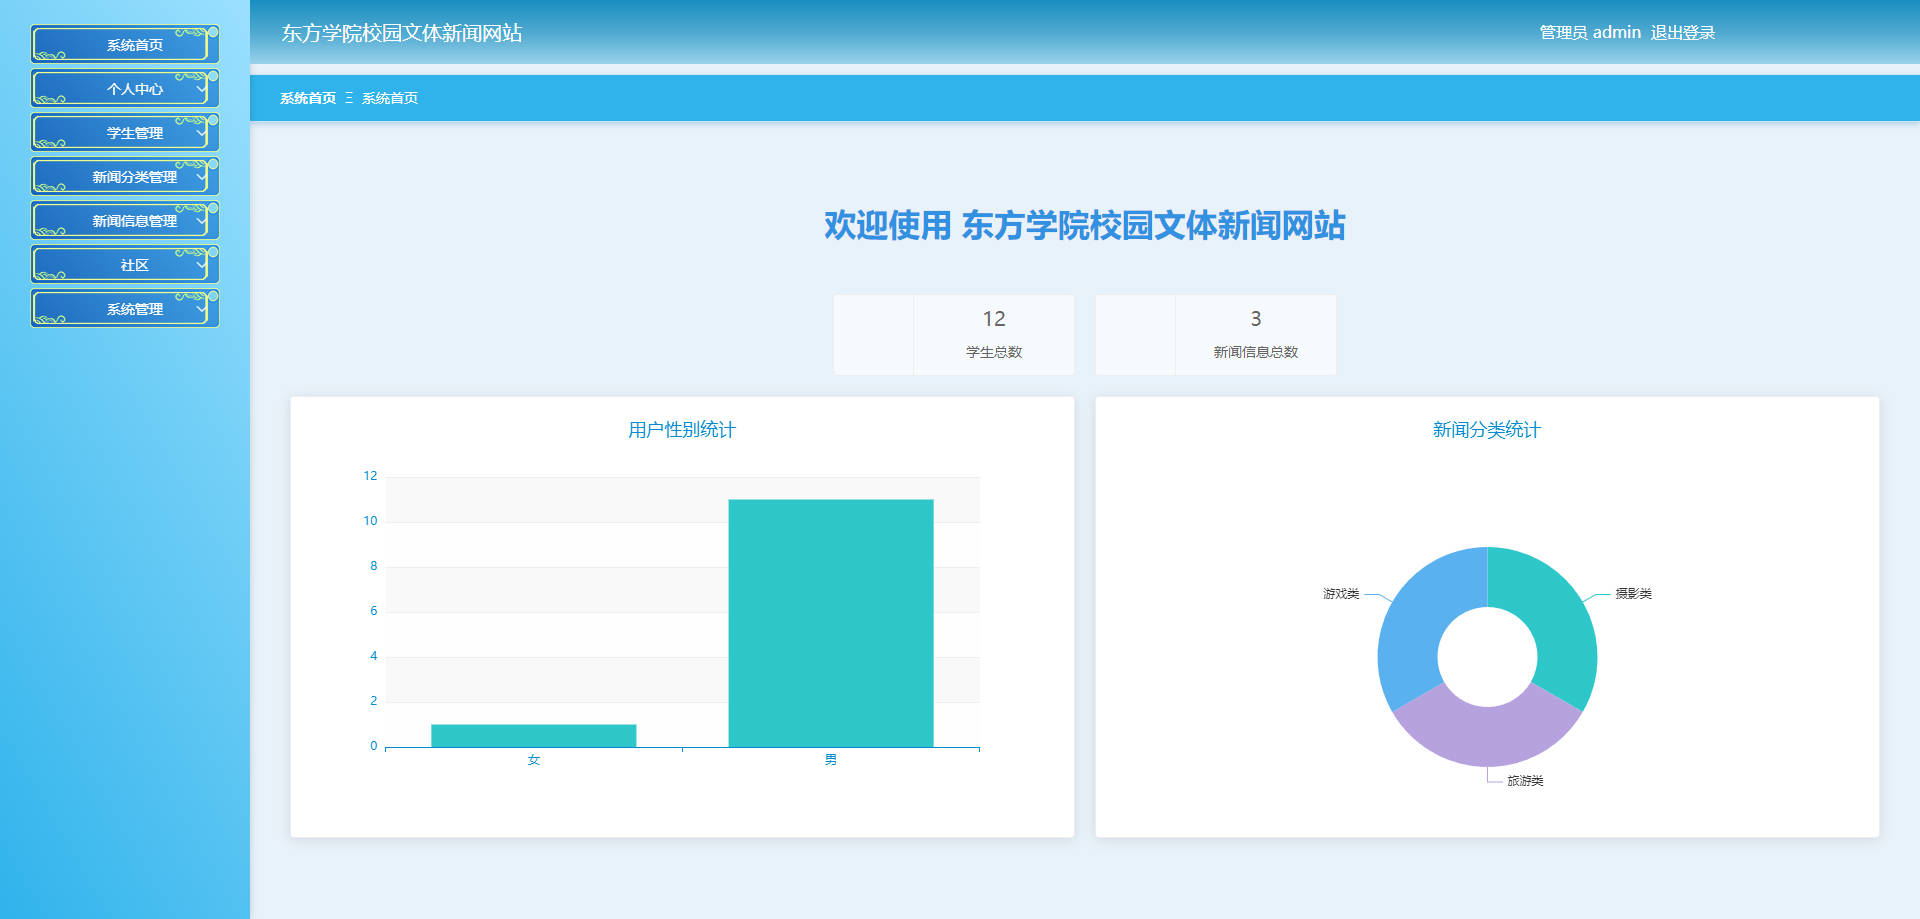 东方学院校园文体新闻网站
管理员 admin 退出登录
系统首页
个人中心
学生管理
新闻分类管理
新闻信息管理
社区
系统管理
系统首页 Ξ 系统首页
欢迎使用 东方学院校园文体新闻网站
12
学生总数
3
新闻信息总数
用户性别统计
12
10
8
6
4
2
0
女
男
新闻分类统计
游戏类
摄影类
旅游类